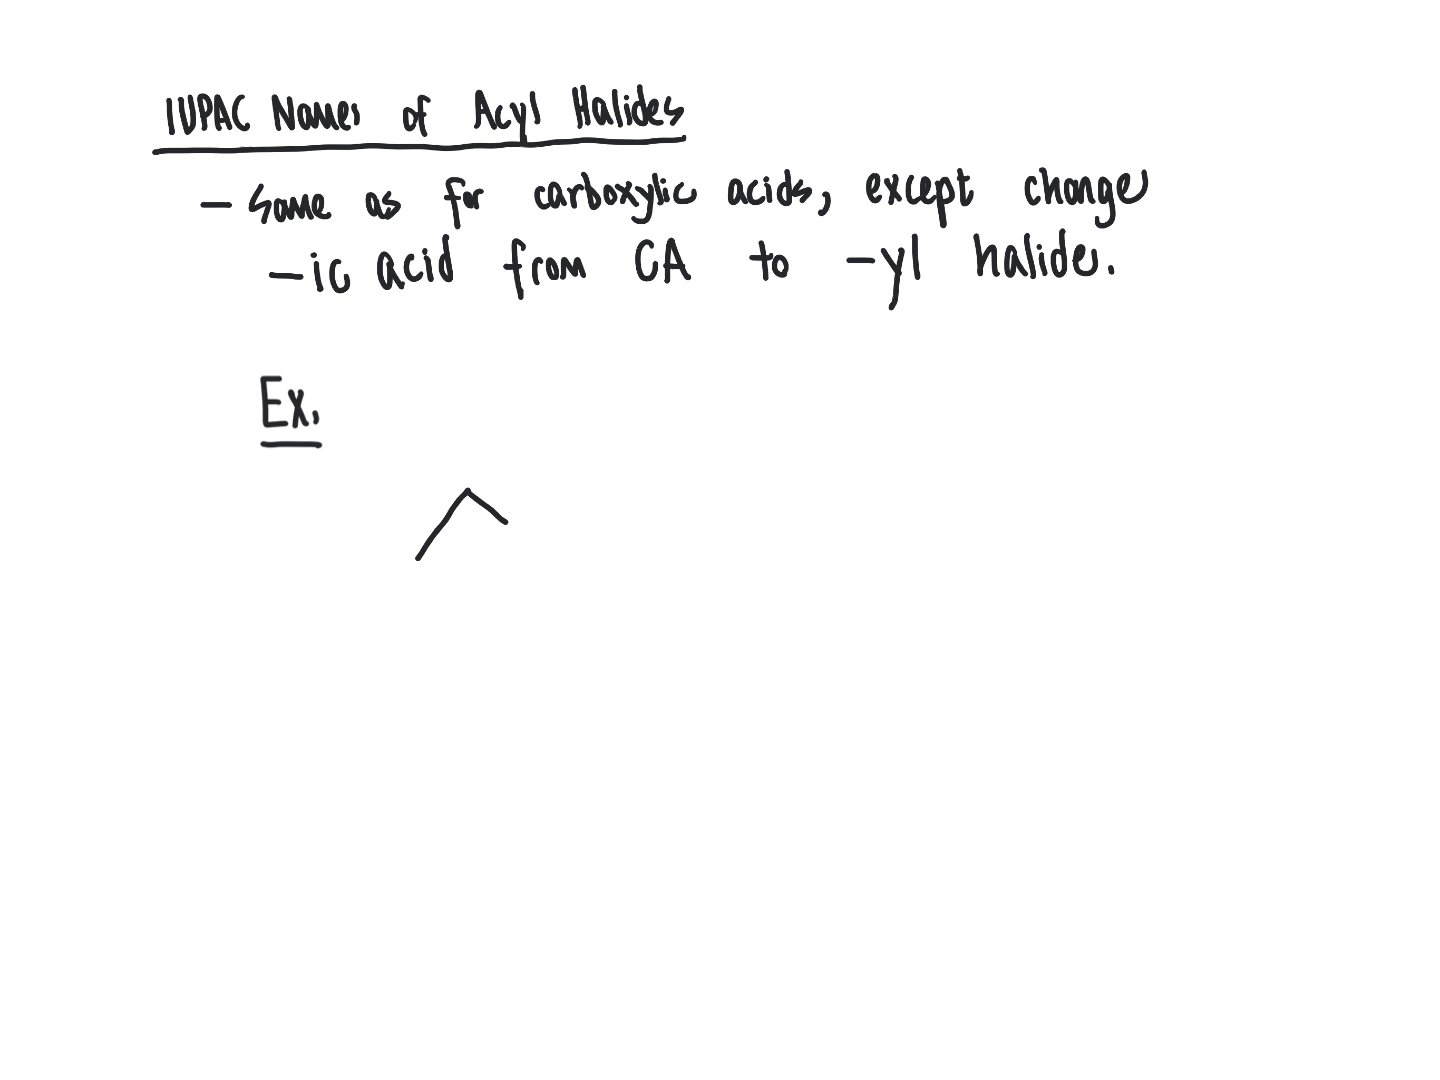 IUPAC Names of Acyl Halides
- same as for carboxylic acids, except change
-ic acid from CA to -yl halide.
Ex.